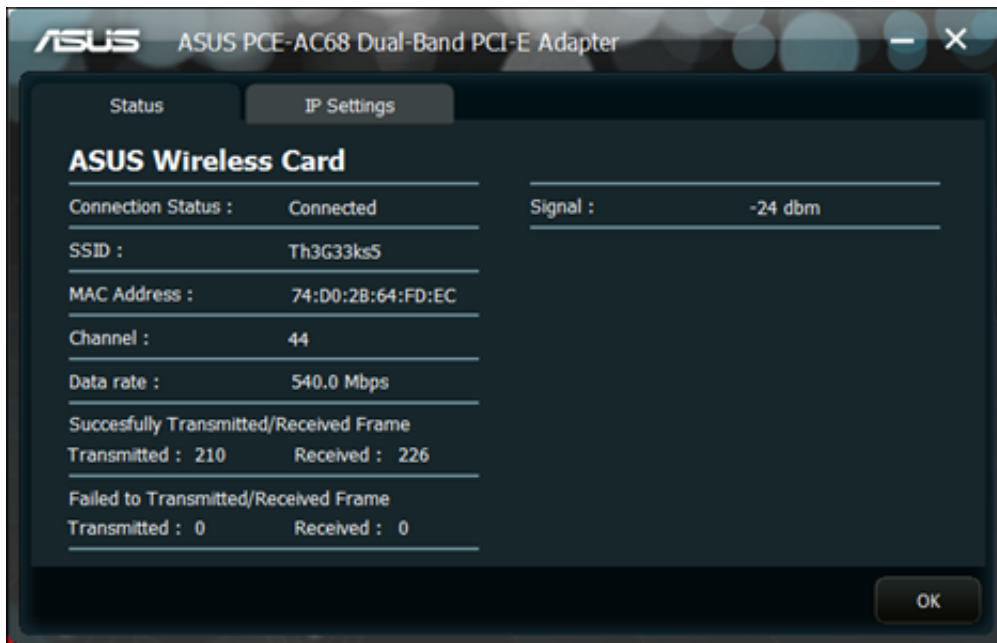 ASUS ASUS PCE-AC68 Dual-Band PCI-E Adapter
Status IP Settings
ASUS Wireless Card
Connection Status : Connected Signal : -24 dbm
SSID : Th3G33ks5
MAC Address : 74:D0:2B:64:FD:EC
Channel : 44
Data rate : 540.0 Mbps
Succesfully Transmitted/Received Frame
Transmitted : 210 Received : 226
Failed to Transmitted/Received Frame
Transmitted : 0 Received : 0
OK